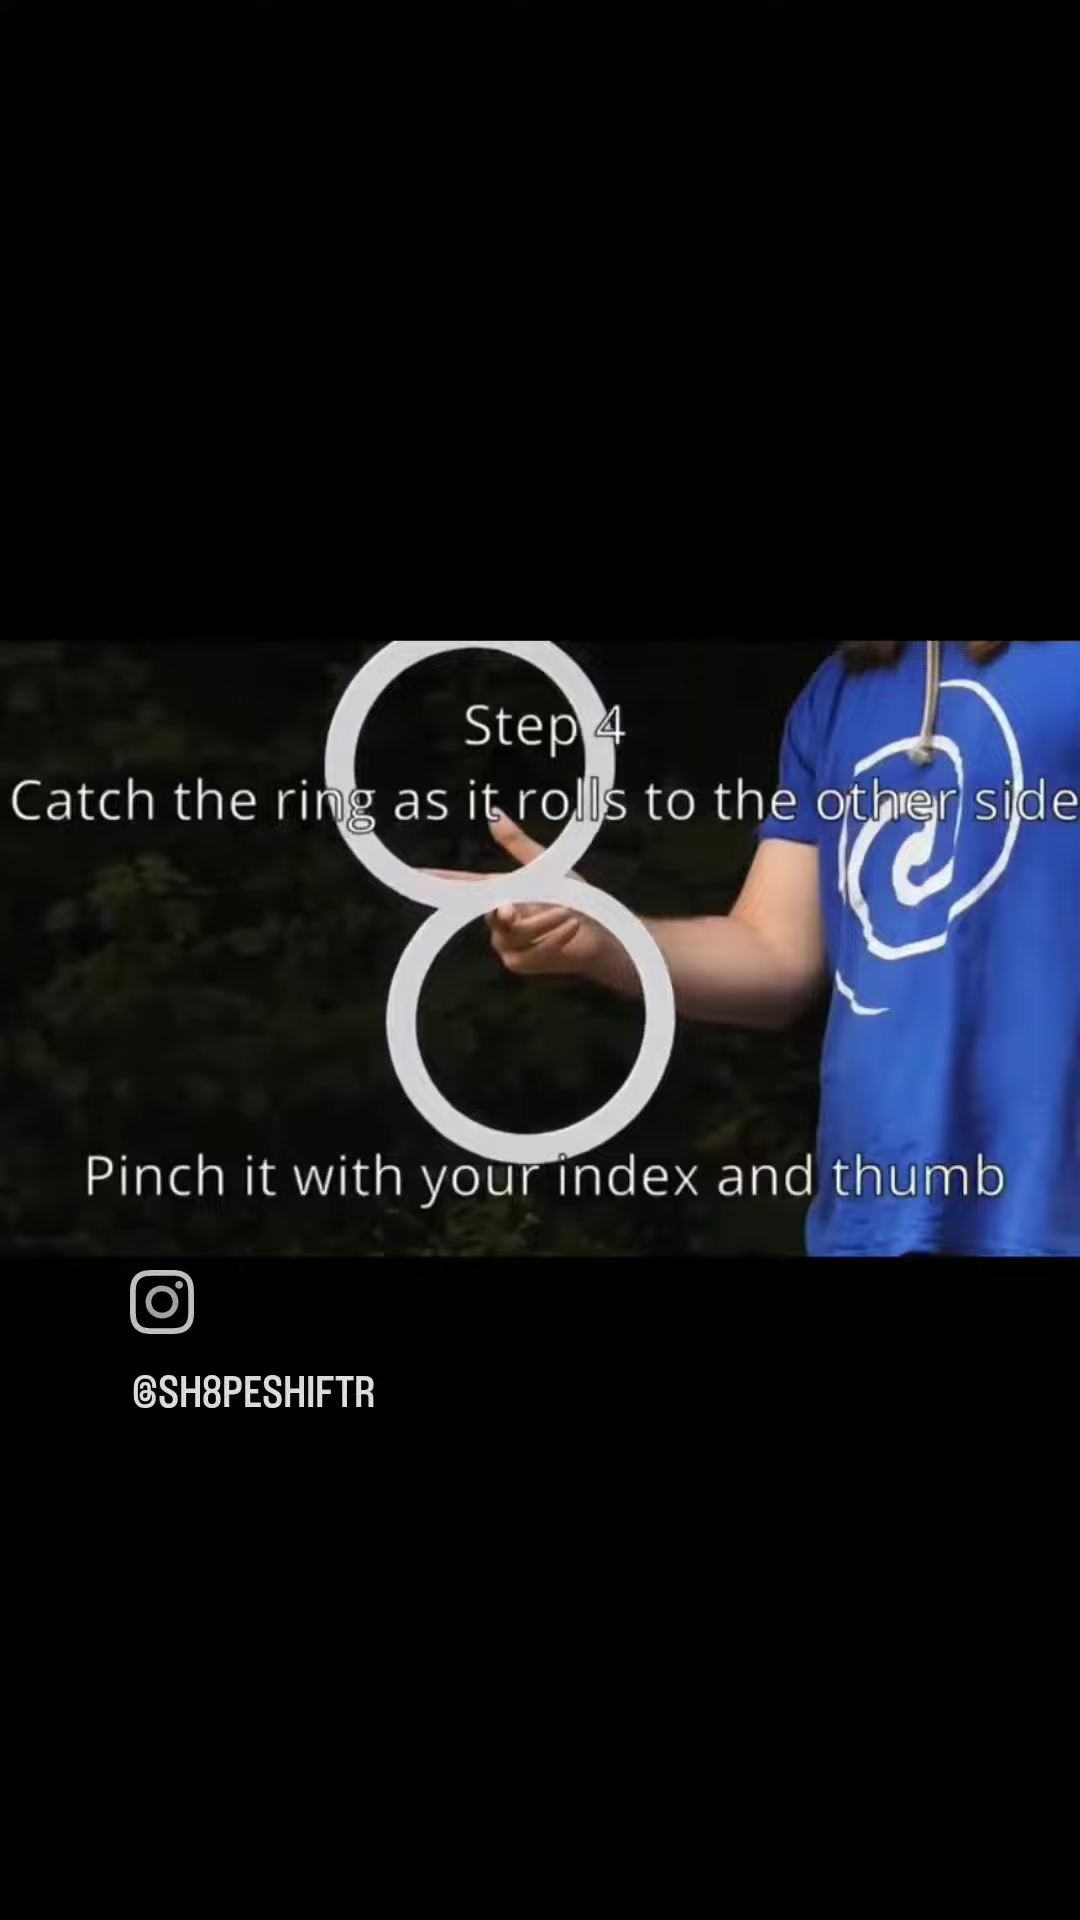 Step 4
Catch the ring as it rolls to the other side
Pinch it with your index and thumb
@SH8PESHIFTR